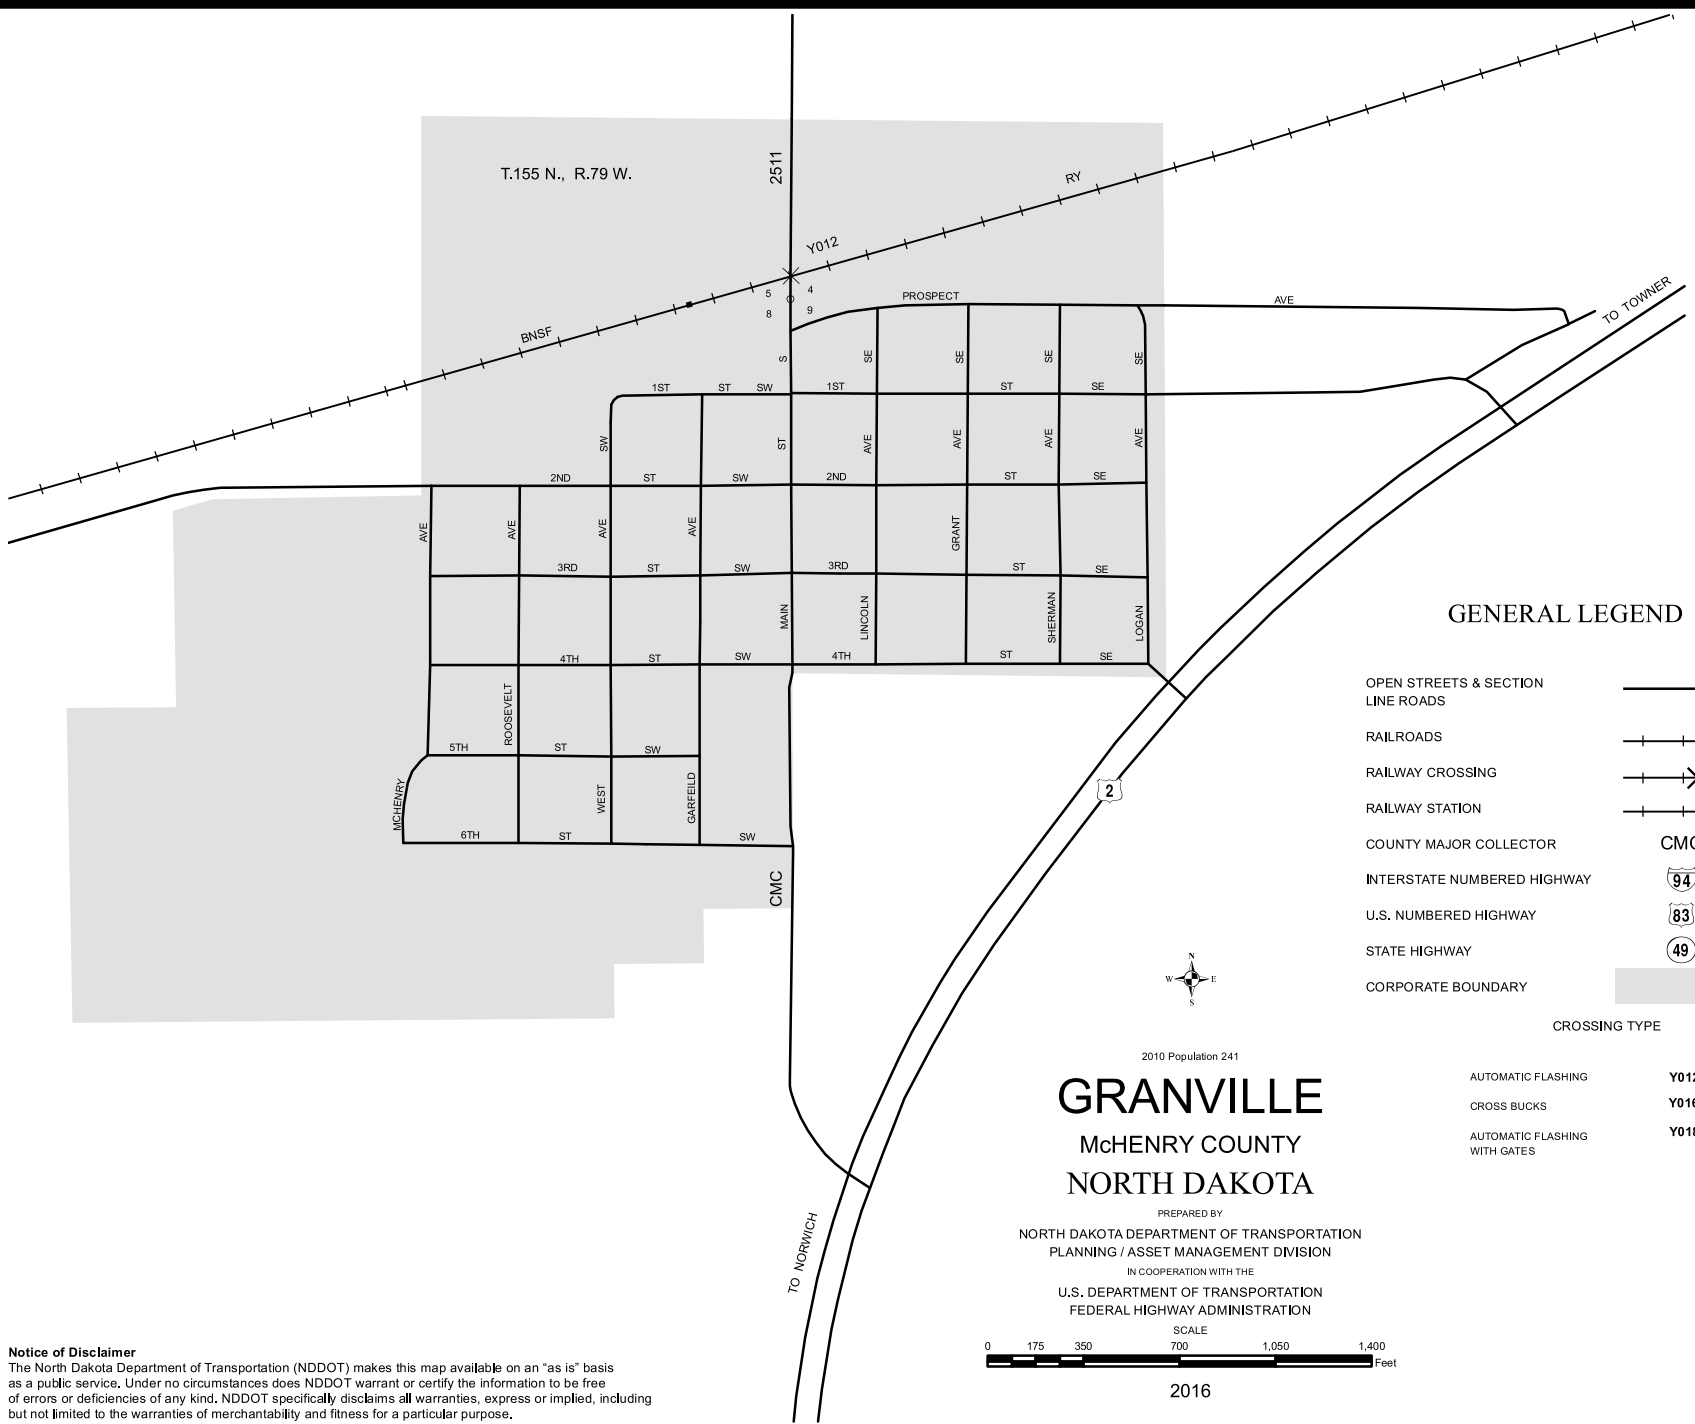 T.155 N., R.79 W.
2511
RY
Y012
BNSF
5 4
8 9
PROSPECT AVE
TO TOWNER
S
SE
SE
SE
SE
1ST ST SW
1ST ST SE
SW
ST
AVE
AVE
AVE
AVE
2ND ST SW
2ND ST SE
AVE
AVE
AVE
AVE
GRANT
3RD ST SW
3RD ST SE
MAIN
LINCOLN
SHERMAN
LOGAN
4TH ST SW
4TH ST SE
ROOSEVELT
5TH ST SW
MCHENRY
WEST
GARFEILD
6TH ST SW
CMC
2
TO NORWICH
GENERAL LEGEND
OPEN STREETS & SECTION
LINE ROADS
RAILROADS
RAILWAY CROSSING
RAILWAY STATION
COUNTY MAJOR COLLECTOR CMC
INTERSTATE NUMBERED HIGHWAY 94
U.S. NUMBERED HIGHWAY 83
STATE HIGHWAY 49
CORPORATE BOUNDARY
CROSSING TYPE
AUTOMATIC FLASHING Y012
CROSS BUCKS Y016
AUTOMATIC FLASHING Y018
WITH GATES
N
W E
S
2010 Population 241
GRANVILLE
McHENRY COUNTY
NORTH DAKOTA
PREPARED BY
NORTH DAKOTA DEPARTMENT OF TRANSPORTATION
PLANNING / ASSET MANAGEMENT DIVISION
IN COOPERATION WITH THE
U.S. DEPARTMENT OF TRANSPORTATION
FEDERAL HIGHWAY ADMINISTRATION
SCALE
0 175 350 700 1,050 1,400
Feet
2016
Notice of Disclaimer
The North Dakota Department of Transportation (NDDOT) makes this map available on an "as is" basis
as a public service. Under no circumstances does NDDOT warrant or certify the information to be free
of errors or deficiencies of any kind. NDDOT specifically disclaims all warranties, express or implied, including
but not limited to the warranties of merchantability and fitness for a particular purpose.